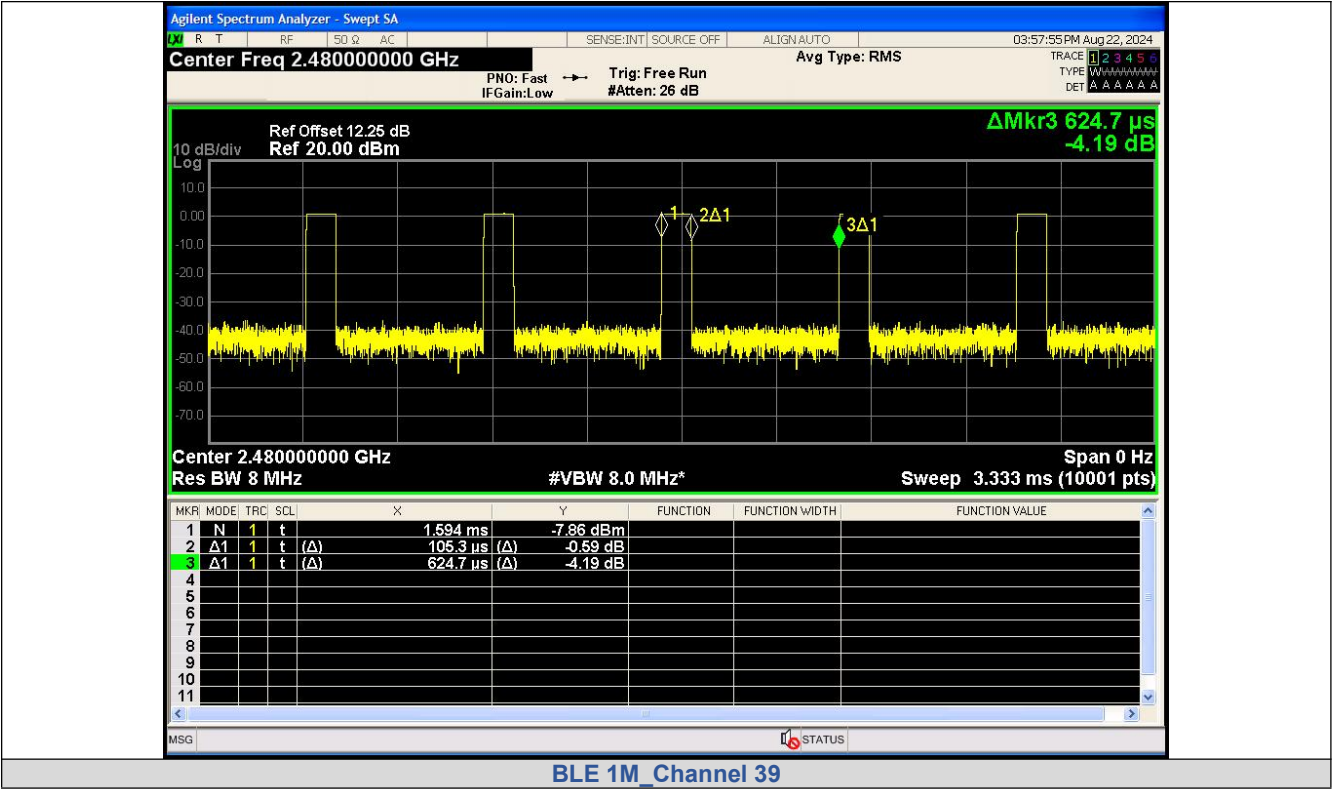 Agilent Spectrum Analyzer - Swept SA
LXI R T RF 50 Ω AC SENSE:INT SOURCE OFF ALIGN AUTO 03:57:55 PM Aug 22, 2024
Center Freq 2.480000000 GHz
PNO: Fast
IFGain:Low
Trig: Free Run
#Atten: 26 dB
Avg Type: RMS
TRACE 1 2 3 4 5 6
TYPE
DET A A A A A A
ΔMkr3 624.7 µs
-4.19 dB
Ref Offset 12.25 dB
10 dB/div Ref 20.00 dBm
Log
10.0
0.00
-10.0
-20.0
-30.0
-40.0
-50.0
-60.0
-70.0
1
2Δ1
3Δ1
Center 2.480000000 GHz Span 0 Hz
Res BW 8 MHz #VBW 8.0 MHz* Sweep 3.333 ms (10001 pts)
MKR MODE TRC SCL X Y FUNCTION FUNCTION WIDTH FUNCTION VALUE
1 N 1 t 1.594 ms -7.86 dBm
2 Δ1 1 t (Δ) 105.3 µs (Δ) -0.59 dB
3 Δ1 1 t (Δ) 624.7 µs (Δ) -4.19 dB
4
5
6
7
8
9
10
11
MSG STATUS
BLE 1M_Channel 39